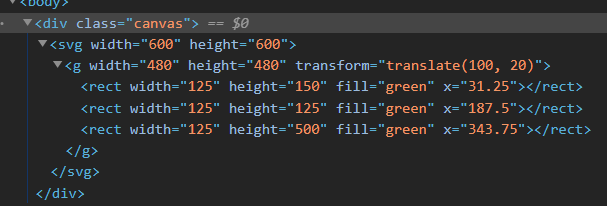 <body>
▼<div class="canvas"> == $0
▼<svg width="600" height="600">
▼<g width="480" height="480" transform="translate(100, 20)">
<rect width="125" height="150" fill="green" x="31.25"></rect>
<rect width="125" height="125" fill="green" x="187.5"></rect>
<rect width="125" height="500" fill="green" x="343.75"></rect>
</g>
</svg>
</div>